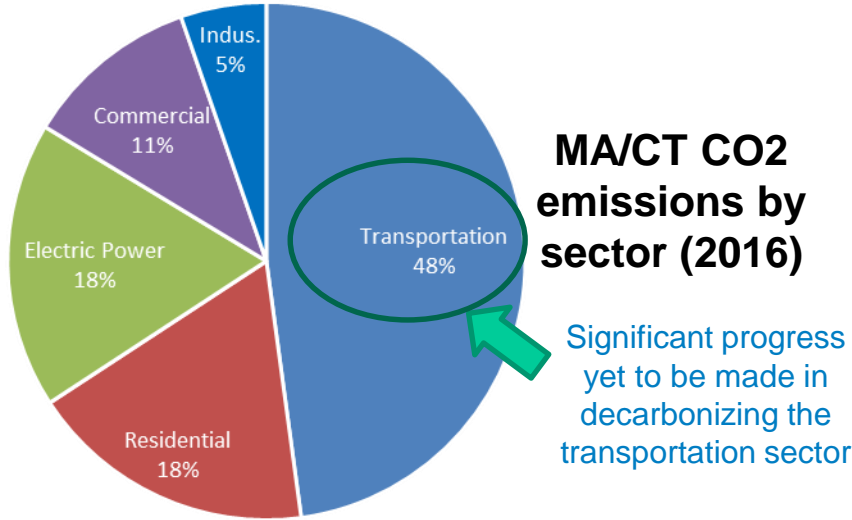 Indus.
5%
Commercial
11%
Electric Power
18%
Residential
18%
Transportation
48%
MA/CT CO2
emissions by
sector (2016)
Significant progress
yet to be made in
decarbonizing the
transportation sector